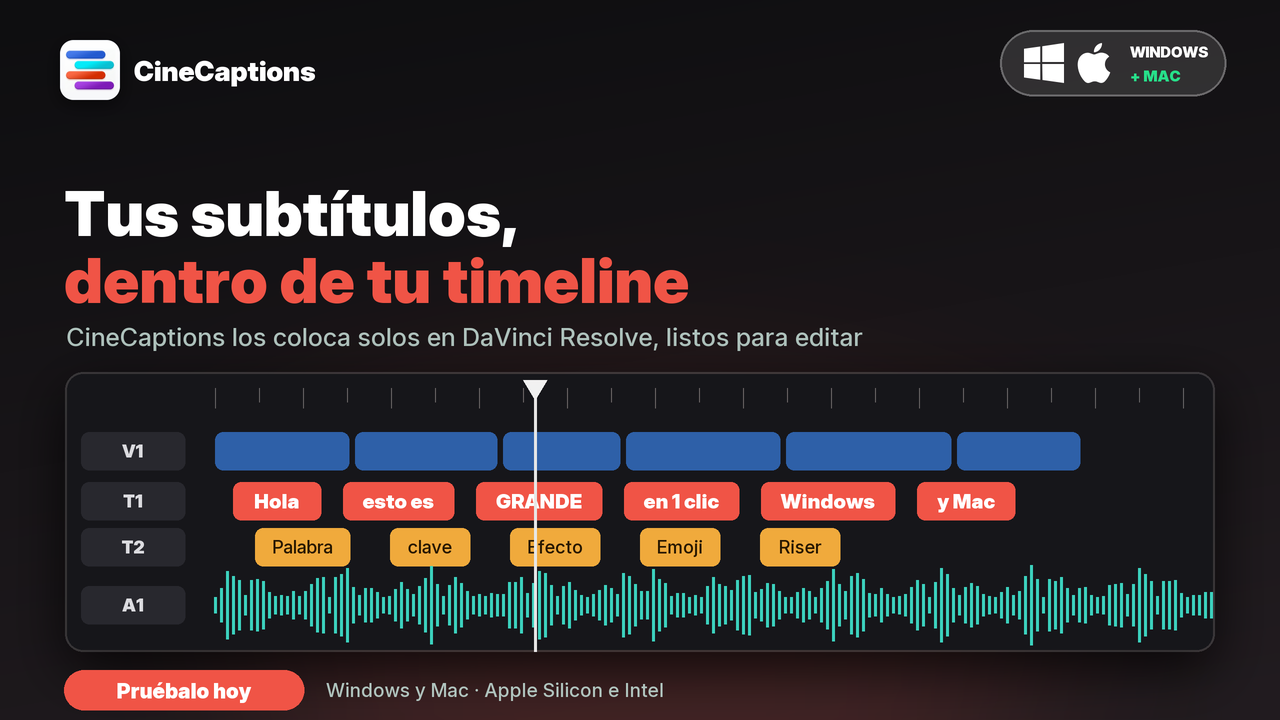 CineCaptions
WINDOWS
+ MAC
Tus subtítulos,
dentro de tu timeline
CineCaptions los coloca solos en DaVinci Resolve, listos para editar
V1
T1 Hola esto es GRANDE en 1 clic Windows y Mac
T2 Palabra clave Efecto Emoji Riser
A1
Pruébalo hoy Windows y Mac · Apple Silicon e Intel